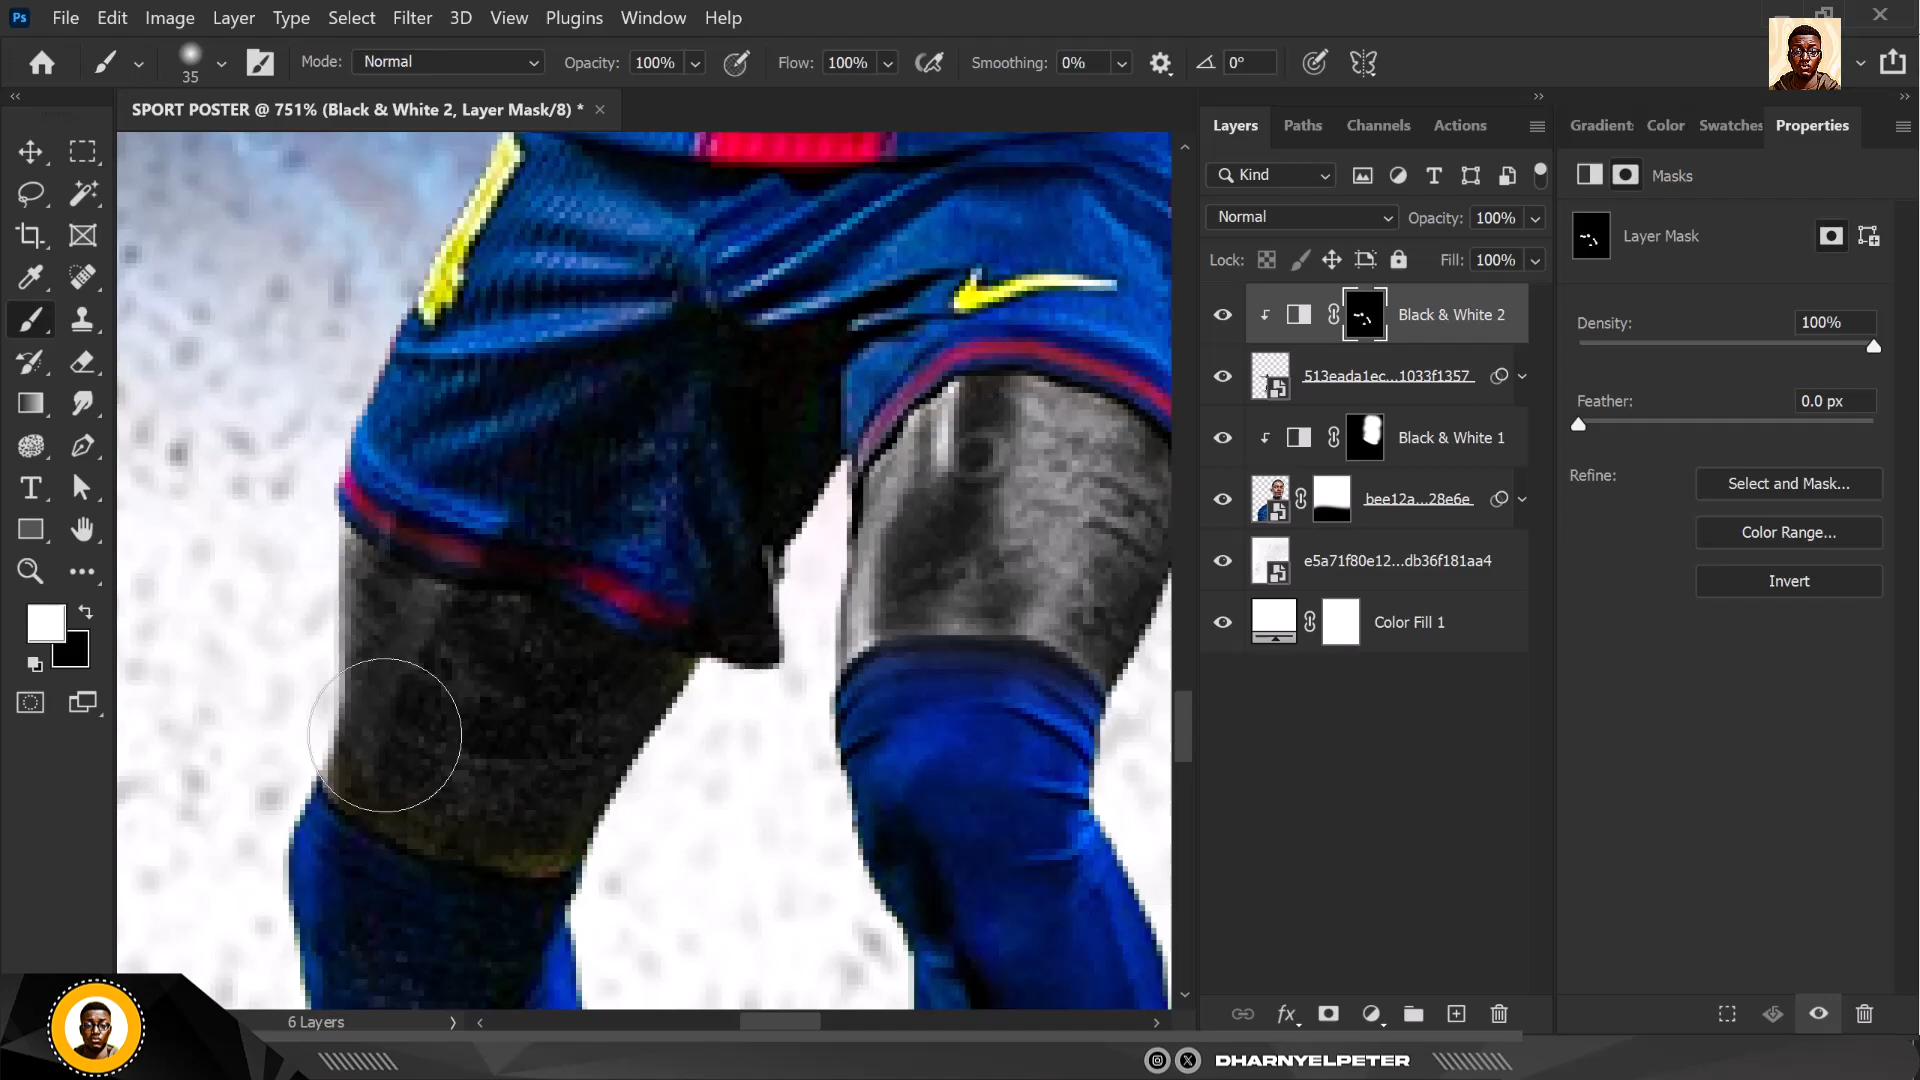 Ps File Edit Image Layer Type Select Filter 3D View Plugins Window Help
35 Mode: Normal Opacity: 100% Flow: 100% Smoothing: 0% 0°
SPORT POSTER @ 751% (Black & White 2, Layer Mask/8) * ×
Layers Paths Channels Actions
Kind
Normal Opacity: 100%
Lock: Fill: 100%
Black & White 2
513eada1ec...1033f1357
Black & White 1
bee12a...28e6e
e5a71f80e12...db36f181aa4
Color Fill 1
fx
Gradient: Color Swatches Properties
Masks
Layer Mask
Density: 100%
Feather: 0.0 px
Refine: Select and Mask...
Color Range...
Invert
6 Layers
DHARNYELPETER